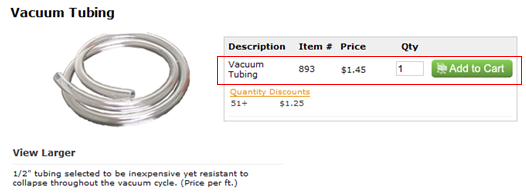 Vacuum Tubing
Description Item # Price Qty
Vacuum Tubing 893 $1.45 1 Add to Cart
Quantity Discounts
51+ $1.25
View Larger
1/2" tubing selected to be inexpensive yet resistant to
collapse throughout the vacuum cycle. (Price per ft.)